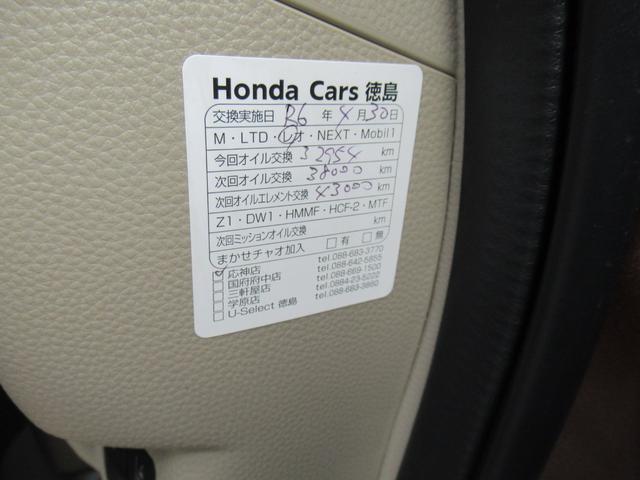 Honda Cars 徳島
交換実施日 R6 年 4 月 30 日
M・LTD・レオ・NEXT・Mobil1
今回オイル交換 32954 km
次回オイル交換 38000 km
次回オイルエレメント交換 43000 km
Z1・DW1・HMMF・HCF-2・MTF
次回ミッションオイル交換 km
まかせチャオ加入 □有 □無
☑応神店 tel.088-683-3770
□国府府中店 tel.088-642-5855
□三軒屋店 tel.088-669-1500
□学原店 tel.0884-23-5222
□U-Select 徳島 tel.088-683-3860